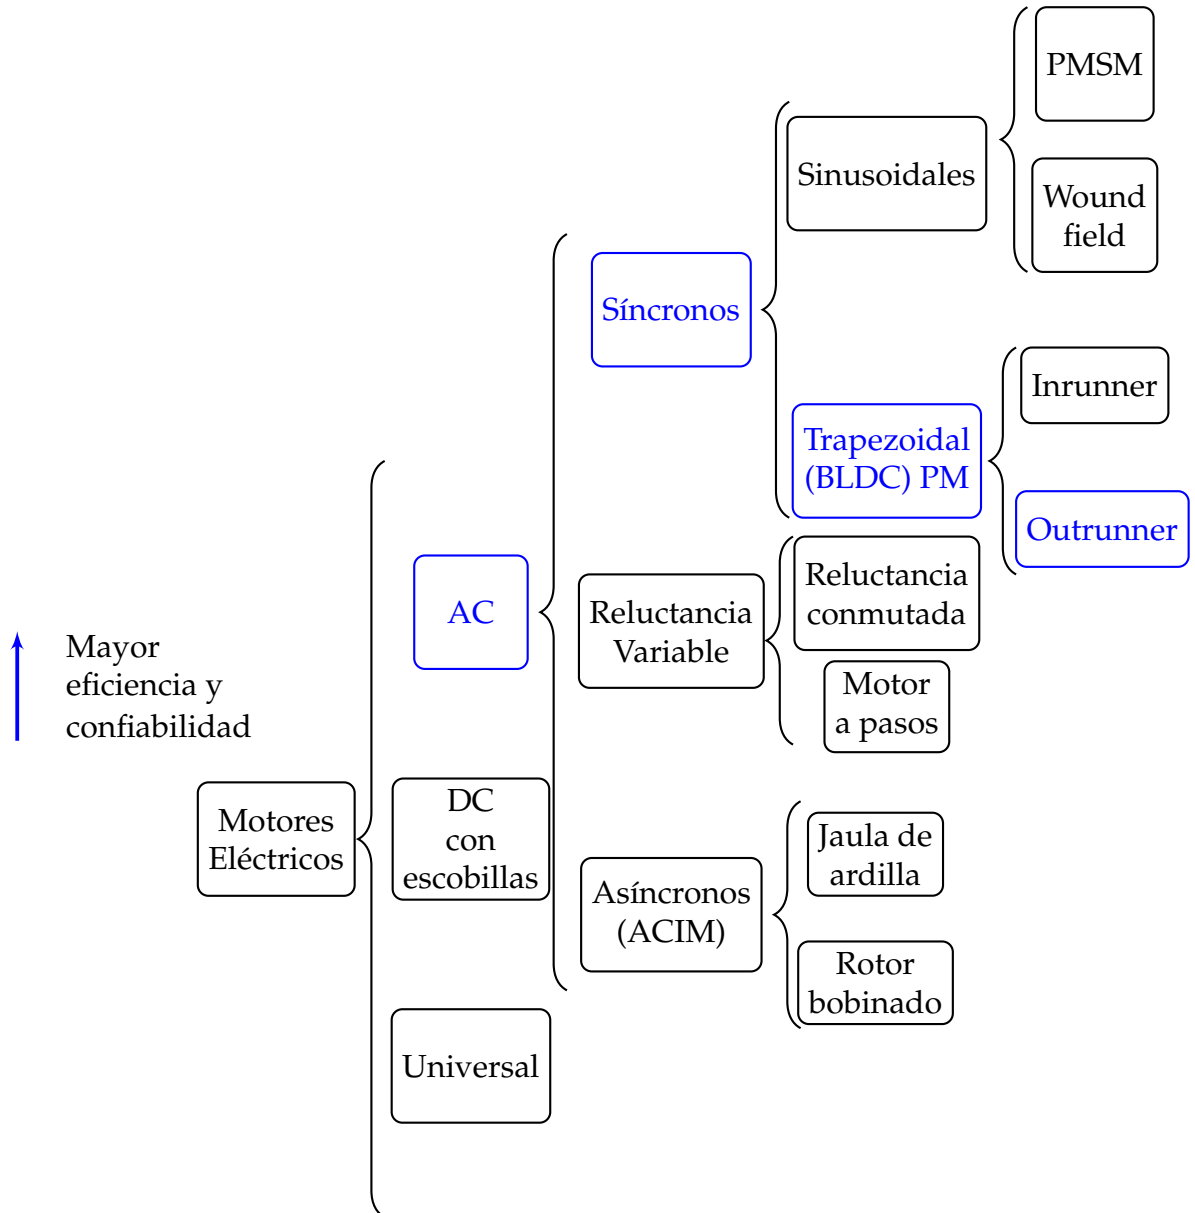 Mayor
eficiencia y
confiabilidad
Motores
Eléctricos
AC
DC
con
escobillas
Universal
Síncronos
Reluctancia
Variable
Asíncronos
(ACIM)
Sinusoidales
Trapezoidal
(BLDC) PM
Reluctancia
conmutada
Motor
a pasos
Jaula de
ardilla
Rotor
bobinado
PMSM
Wound
field
Inrunner
Outrunner